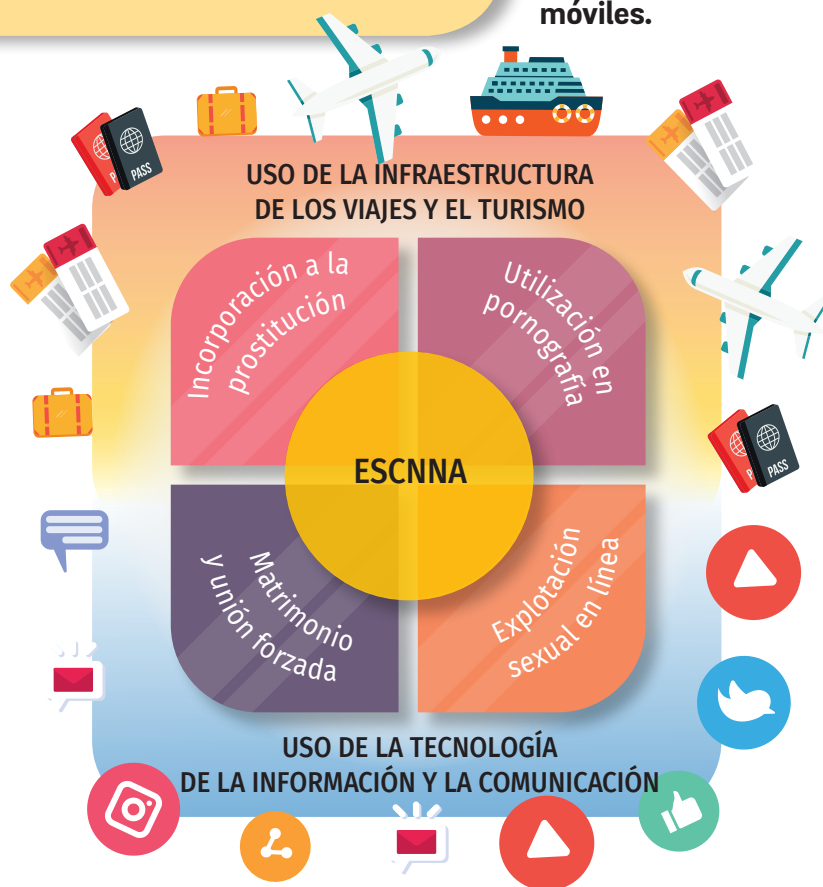 móviles.
USO DE LA INFRAESTRUCTURA
DE LOS VIAJES Y EL TURISMO
PASS
Incorporación a la
prostitución
Utilización en
pornografía
ESCNNA
PASS
Matrimonio
y unión forzada
Explotación
sexual en línea
USO DE LA TECNOLOGÍA
DE LA INFORMACIÓN Y LA COMUNICACIÓN